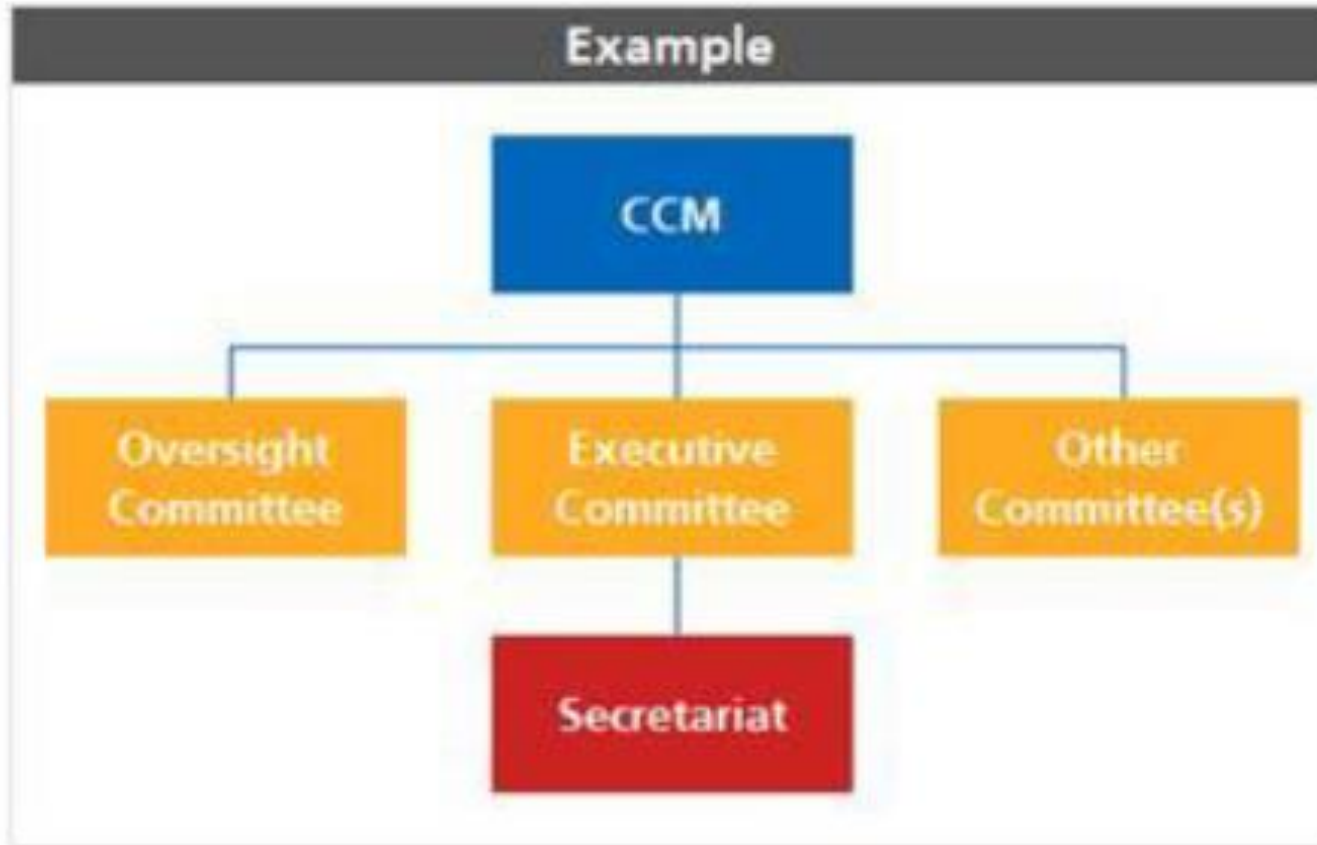 Example
CCM
Oversight
Committee
Executive
Committee
Other
Committee(s)
Secretariat